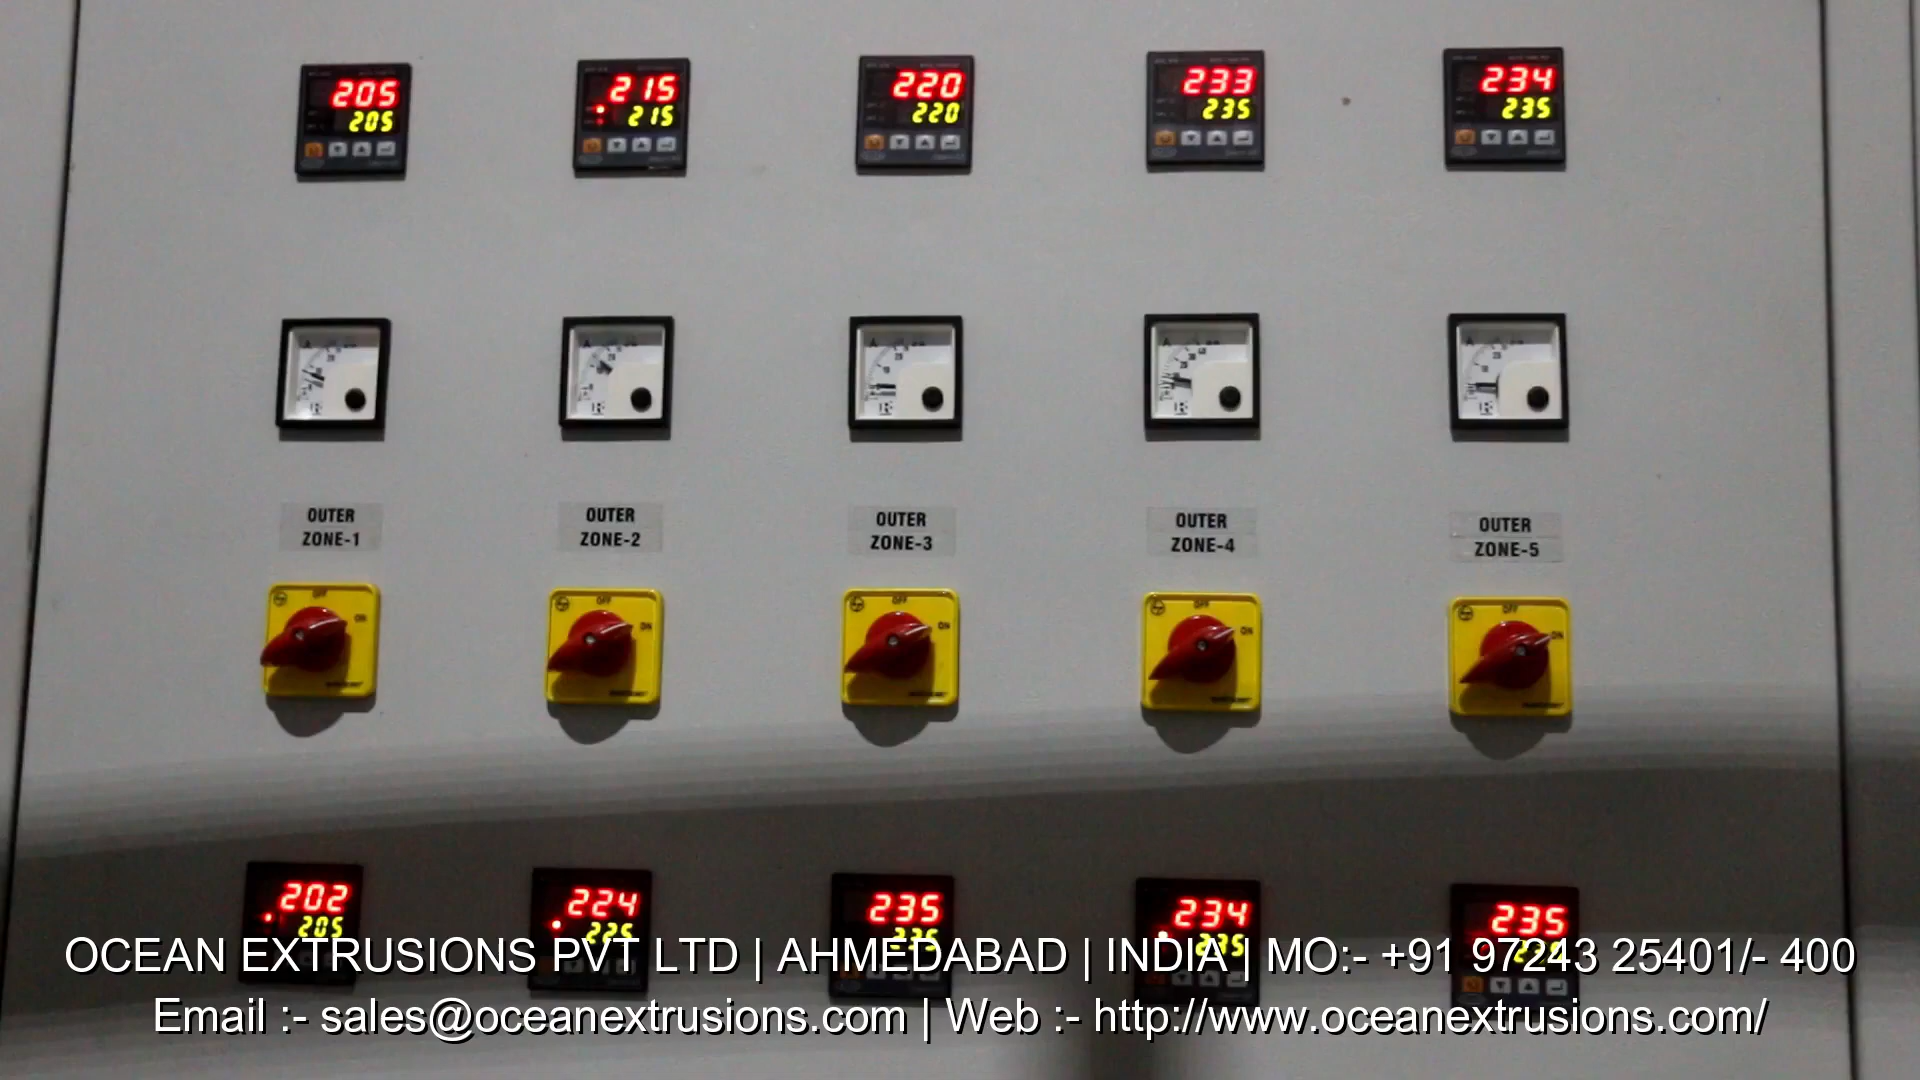 205 215 220 233 234
205 215 220 235 235
A A A A A
OUTER OUTER OUTER OUTER OUTER
ZONE-1 ZONE-2 ZONE-3 ZONE-4 ZONE-5
OFF OFF OFF OFF OFF
ON ON ON ON ON
202 224 235 234 235
205 225 235 235
OCEAN EXTRUSIONS PVT LTD | AHMEDABAD | INDIA | MO:- +91 97243 25401/- 400
Email :- sales@oceanextrusions.com | Web :- http://www.oceanextrusions.com/